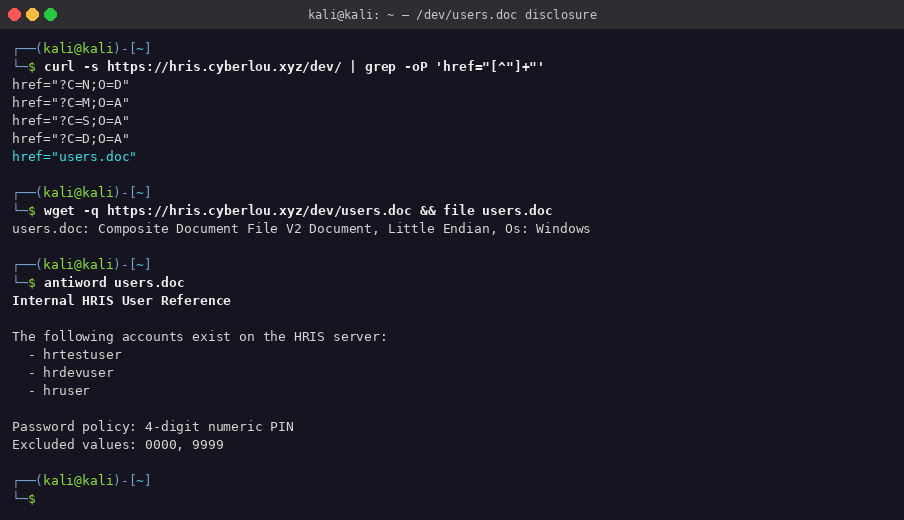 kali@kali: ~ — /dev/users.doc disclosure
┌──(kali@kali)-[~]
└─$ curl -s https://hris.cyberlou.xyz/dev/ | grep -oP 'href="[^"]+"'
href="?C=N;O=D"
href="?C=M;O=A"
href="?C=S;O=A"
href="?C=D;O=A"
href="users.doc"
┌──(kali@kali)-[~]
└─$ wget -q https://hris.cyberlou.xyz/dev/users.doc && file users.doc
users.doc: Composite Document File V2 Document, Little Endian, Os: Windows
┌──(kali@kali)-[~]
└─$ antiword users.doc
Internal HRIS User Reference
The following accounts exist on the HRIS server:
  - hrtestuser
  - hrdevuser
  - hruser
Password policy: 4-digit numeric PIN
Excluded values: 0000, 9999
┌──(kali@kali)-[~]
└─$